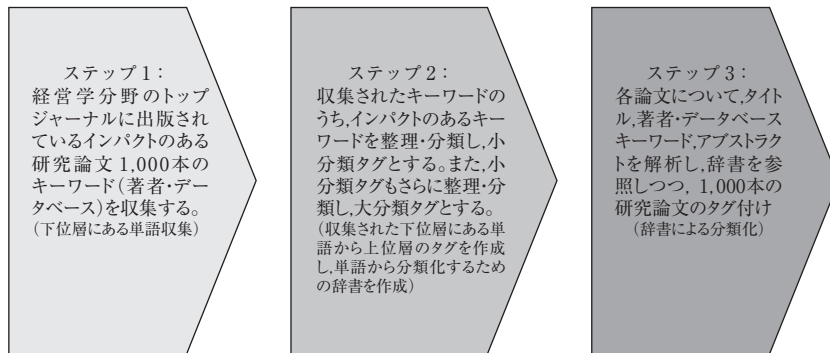 ステップ1：
経営学分野のトップ
ジャーナルに出版され
ているインパクトのある
研究論文1,000本の
キーワード(著者・デー
タベース)を収集する。
(下位層にある単語収集)
ステップ2：
収集されたキーワードの
うち,インパクトのあるキー
ワードを整理・分類し,小
分類タグとする。また,小
分類タグもさらに整理・分
類し,大分類タグとする。
(収集された下位層にある単
語から上位層のタグを作成
し,単語から分類化するため
の辞書を作成)
ステップ3：
各論文について,タイト
ル,著者・データベース
キーワード,アブストラク
トを解析し,辞書を参
照しつつ, 1,000本の
研究論文のタグ付け
(辞書による分類化)